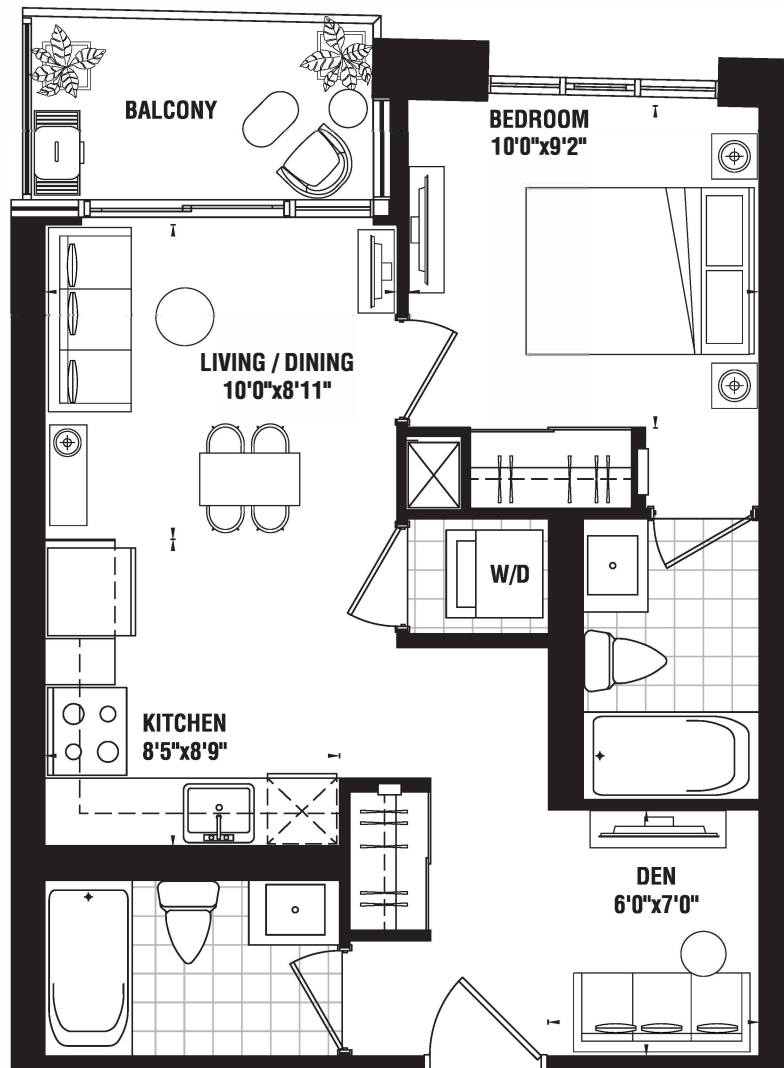 BALCONY
BEDROOM
10'0"x9'2"
LIVING / DINING
10'0"x8'11"
W/D
KITCHEN
8'5"x8'9"
DEN
6'0"x7'0"